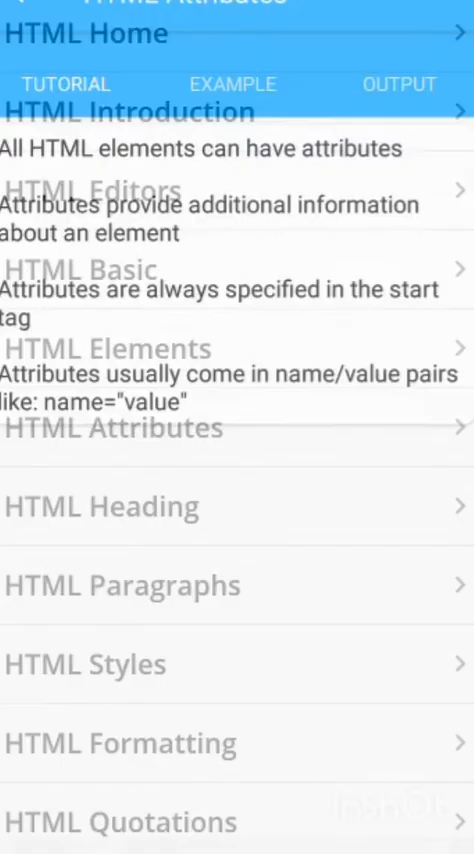 HTML Attributes
HTML Home
TUTORIAL EXAMPLE OUTPUT
HTML Introduction
All HTML elements can have attributes
HTML Editors
Attributes provide additional information
about an element
HTML Basic
Attributes are always specified in the start
tag
HTML Elements
Attributes usually come in name/value pairs
like: name="value"
HTML Attributes
HTML Heading
HTML Paragraphs
HTML Styles
HTML Formatting
HTML Quotations